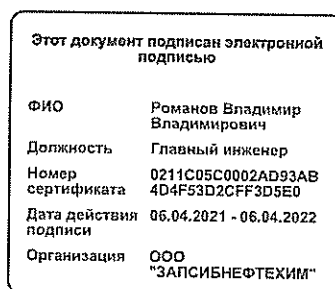 Этот документ подписан электронной
подписью
ФИО Романов Владимир
Владимирович
Должность Главный инженер
Номер 0211C05C0002AD93AB
сертификата 4D4F53D2CFF3D5E0
Дата действия 06.04.2021 - 06.04.2022
подписи
Организация ООО
"ЗАПСИБНЕФТЕХИМ"